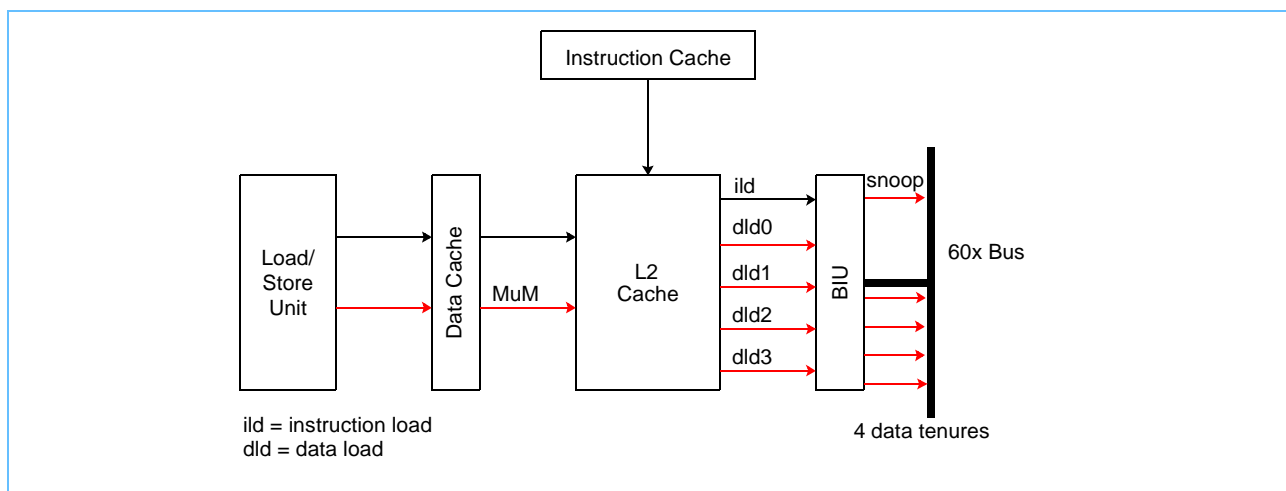 Instruction Cache
ild
snoop
dld0
Load/
Store
Unit
Data Cache
MuM
L2
Cache
dld1
dld2
dld3
BIU
60x Bus
ild = instruction load
dld = data load
4 data tenures